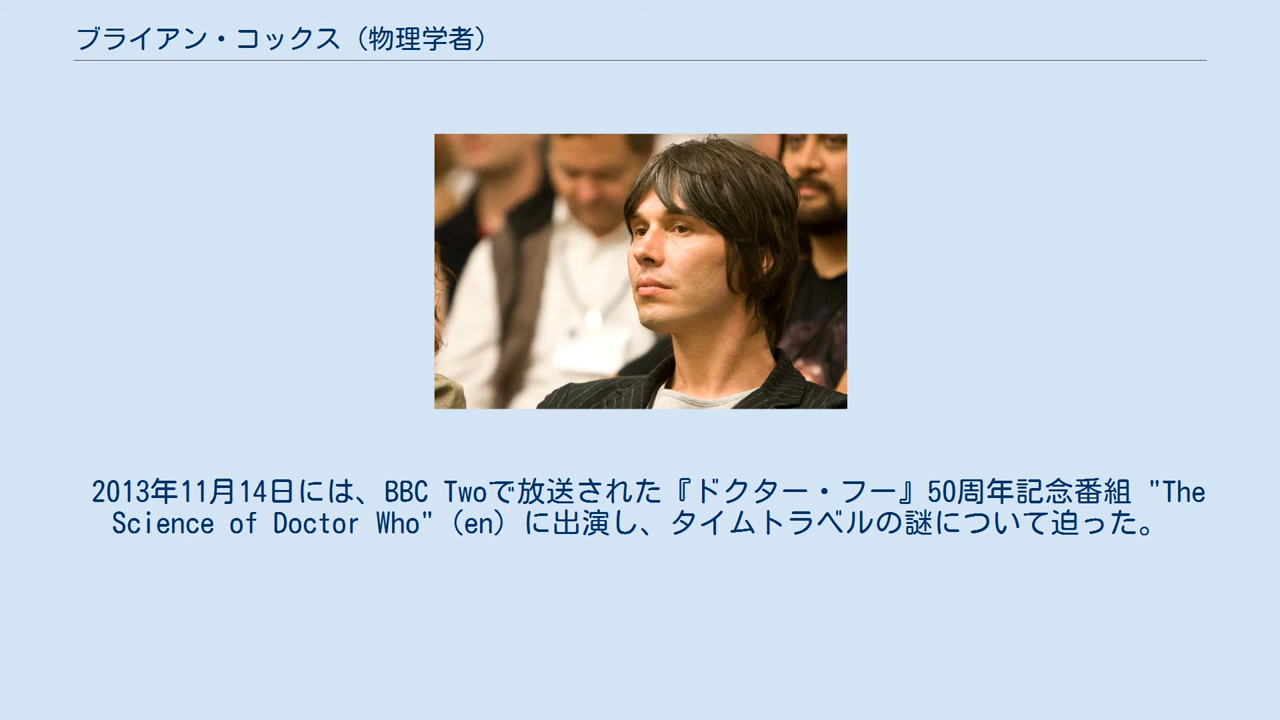 ブライアン・コックス（物理学者）
2013年11月14日には、BBC Twoで放送された『ドクター・フー』50周年記念番組 "The
Science of Doctor Who"（en）に出演し、タイムトラベルの謎について迫った。